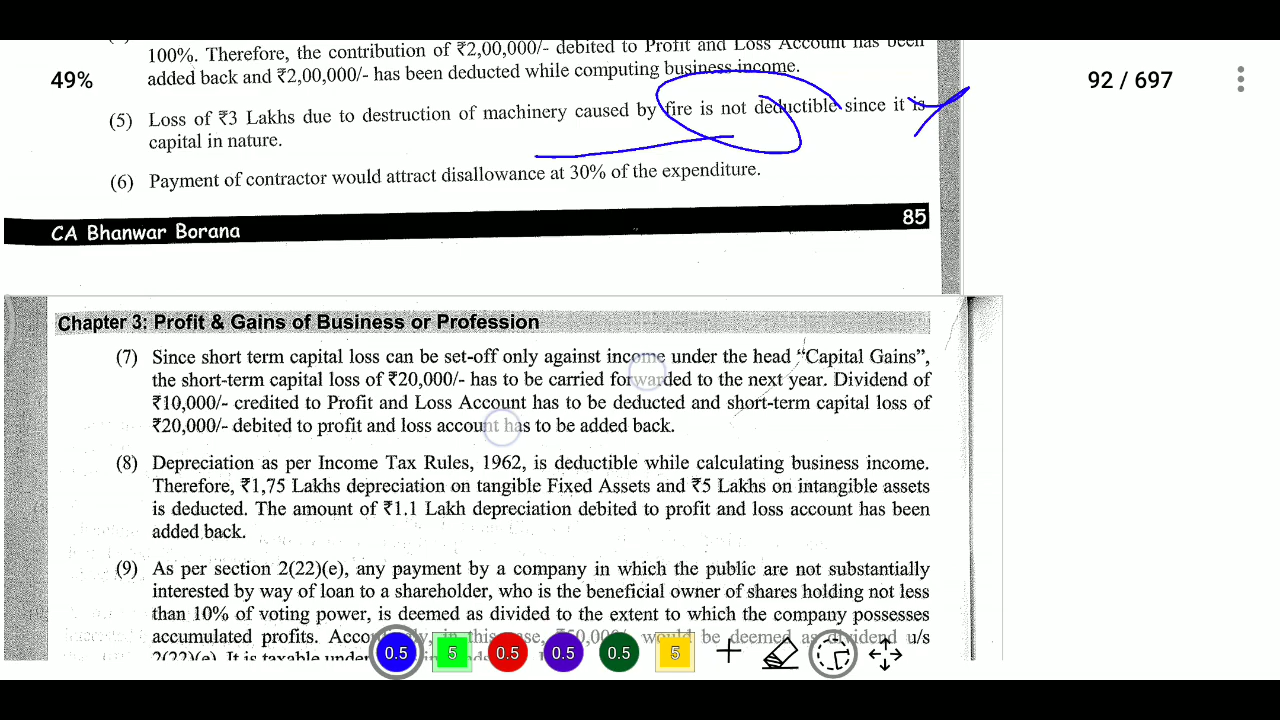 100%. Therefore, the contribution of ₹2,00,000/- debited to Profit and Loss Account has been
49%
added back and ₹2,00,000/- has been deducted while computing business income.
92 / 697
(5) Loss of ₹3 Lakhs due to destruction of machinery caused by fire is not deductible since it is
capital in nature.
(6) Payment of contractor would attract disallowance at 30% of the expenditure.
CA Bhanwar Borana 85
Chapter 3: Profit & Gains of Business or Profession
(7) Since short term capital loss can be set-off only against income under the head “Capital Gains”,
the short-term capital loss of ₹20,000/- has to be carried forwarded to the next year. Dividend of
₹10,000/- credited to Profit and Loss Account has to be deducted and short-term capital loss of
₹20,000/- debited to profit and loss account has to be added back.
(8) Depreciation as per Income Tax Rules, 1962, is deductible while calculating business income.
Therefore, ₹1,75 Lakhs depreciation on tangible Fixed Assets and ₹5 Lakhs on intangible assets
is deducted. The amount of ₹1.1 Lakh depreciation debited to profit and loss account has been
added back.
(9) As per section 2(22)(e), any payment by a company in which the public are not substantially
interested by way of loan to a shareholder, who is the beneficial owner of shares holding not less
than 10% of voting power, is deemed as divided to the extent to which the company possesses
accumulated profits. in this case, would be deemed as dividend u/s
2(22)(e). It is taxable under
0.5 5 0.5 0.5 0.5 5